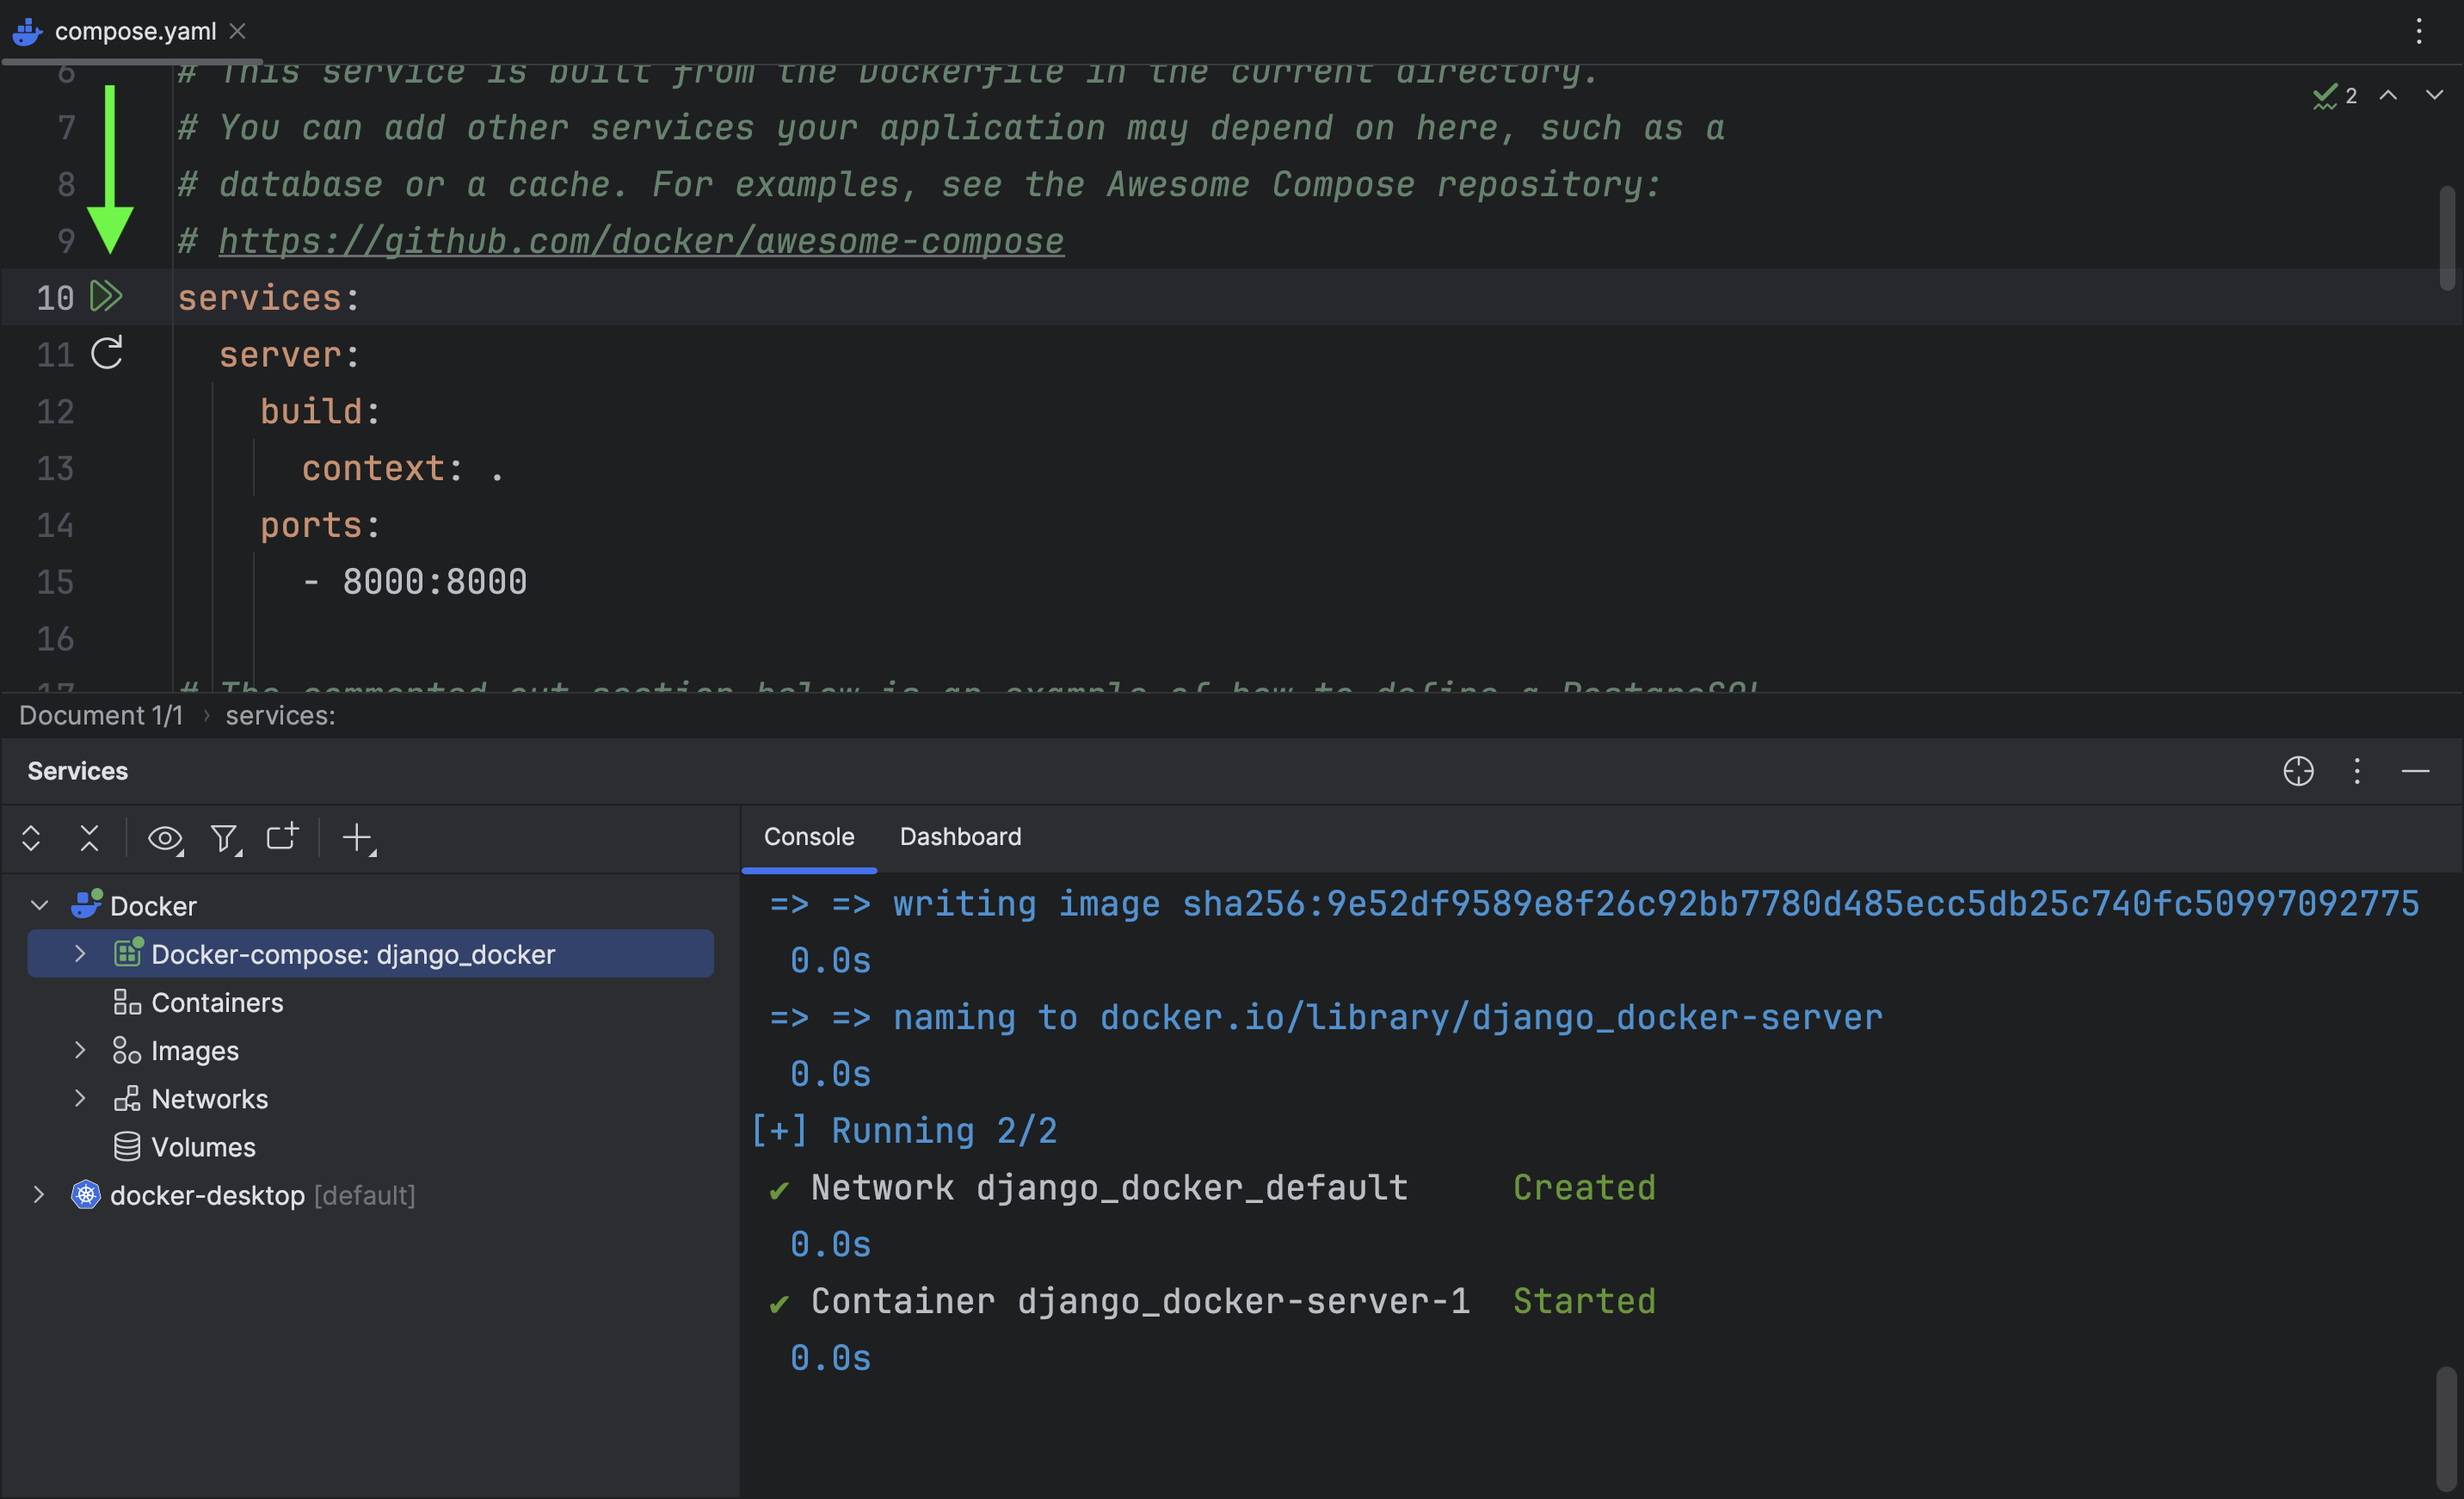 compose.yaml
6 # This service is built from the Dockerfile in the current directory.
7 # You can add other services your application may depend on here, such as a
8 # database or a cache. For examples, see the Awesome Compose repository:
9 # https://github.com/docker/awesome-compose
10 services:
11 server:
12 build:
13 context: .
14 ports:
15 - 8000:8000
16
17 # The commented out section below is an example of how to define a PostgreSQL
2
Document 1/1 › services:
Services
Console Dashboard
Docker
Docker-compose: django_docker
Containers
Images
Networks
Volumes
docker-desktop [default]
=> => writing image sha256:9e52df9589e8f26c92bb7780d485ecc5db25c740fc50997092775
0.0s
=> => naming to docker.io/library/django_docker-server
0.0s
[+] Running 2/2
✔ Network django_docker_default Created
0.0s
✔ Container django_docker-server-1 Started
0.0s